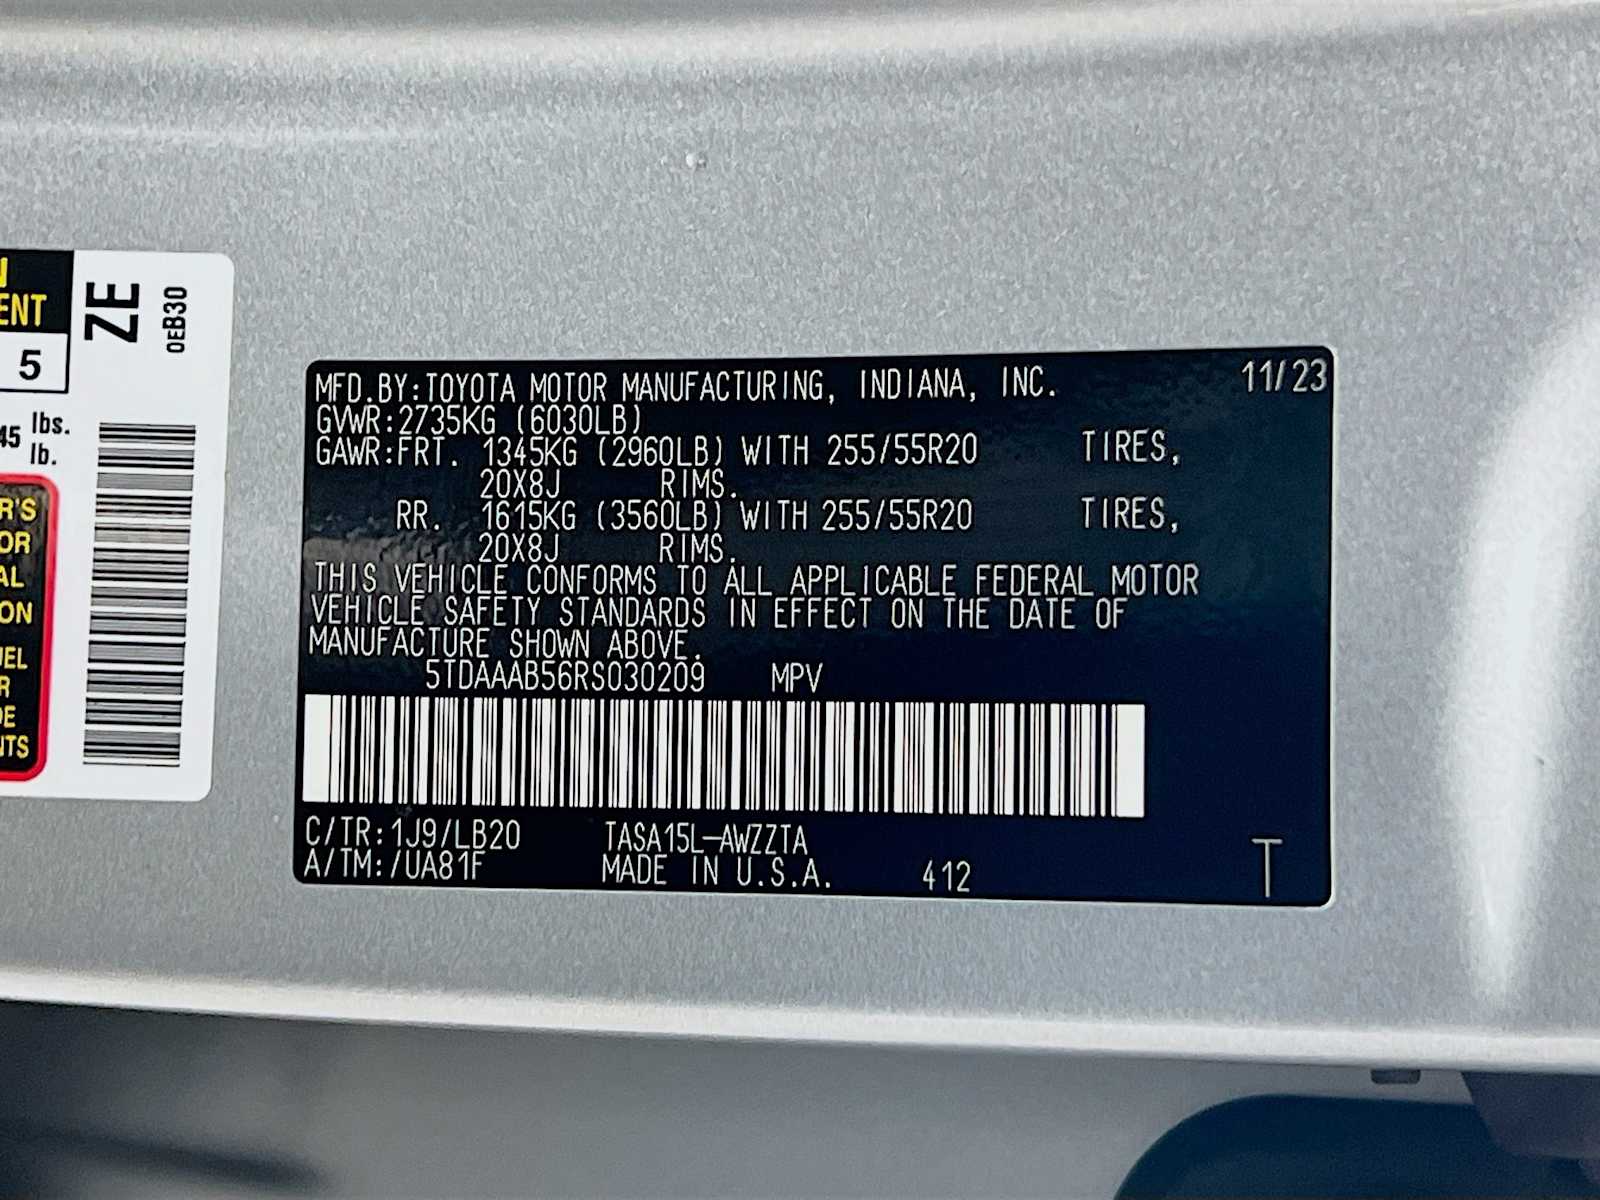 MFD.BY:TOYOTA MOTOR MANUFACTURING, INDIANA, INC. 11/23
GVWR:2735KG (6030LB)
GAWR:FRT. 1345KG (2960LB) WITH 255/55R20 TIRES,
20X8J RIMS.
RR. 1615KG (3560LB) WITH 255/55R20 TIRES,
20X8J RIMS.
THIS VEHICLE CONFORMS TO ALL APPLICABLE FEDERAL MOTOR
VEHICLE SAFETY STANDARDS IN EFFECT ON THE DATE OF
MANUFACTURE SHOWN ABOVE.
5TDAAAB56RS030209 MPV
C/TR:1J9/LB20 TASA15L-AWZZTA
A/TM:/UA81F MADE IN U.S.A. 412 T
ZE
0EB30
5
lbs.
lb.